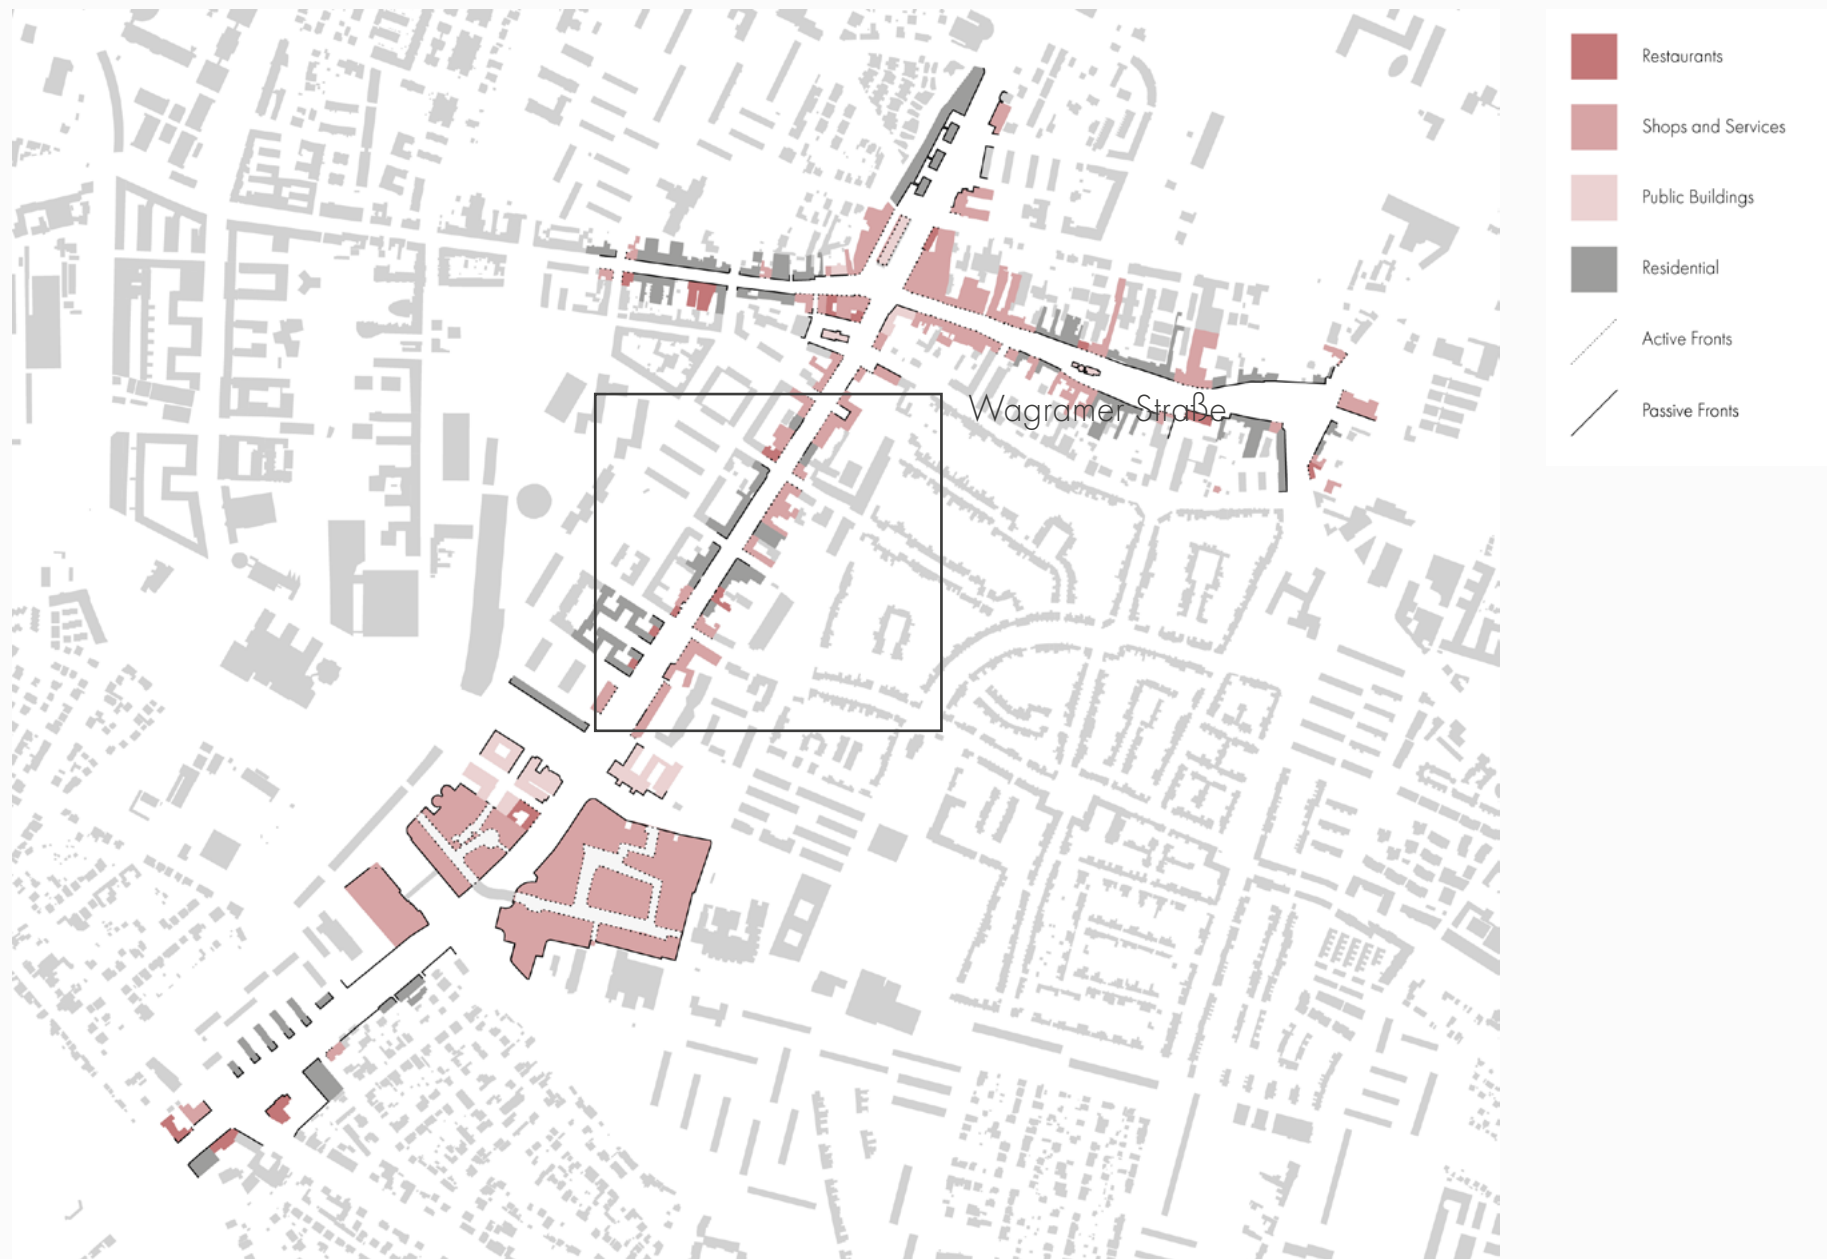 Restaurants
Shops and Services
Public Buildings
Residential
Active Fronts
Passive Fronts
Wagramer Straße